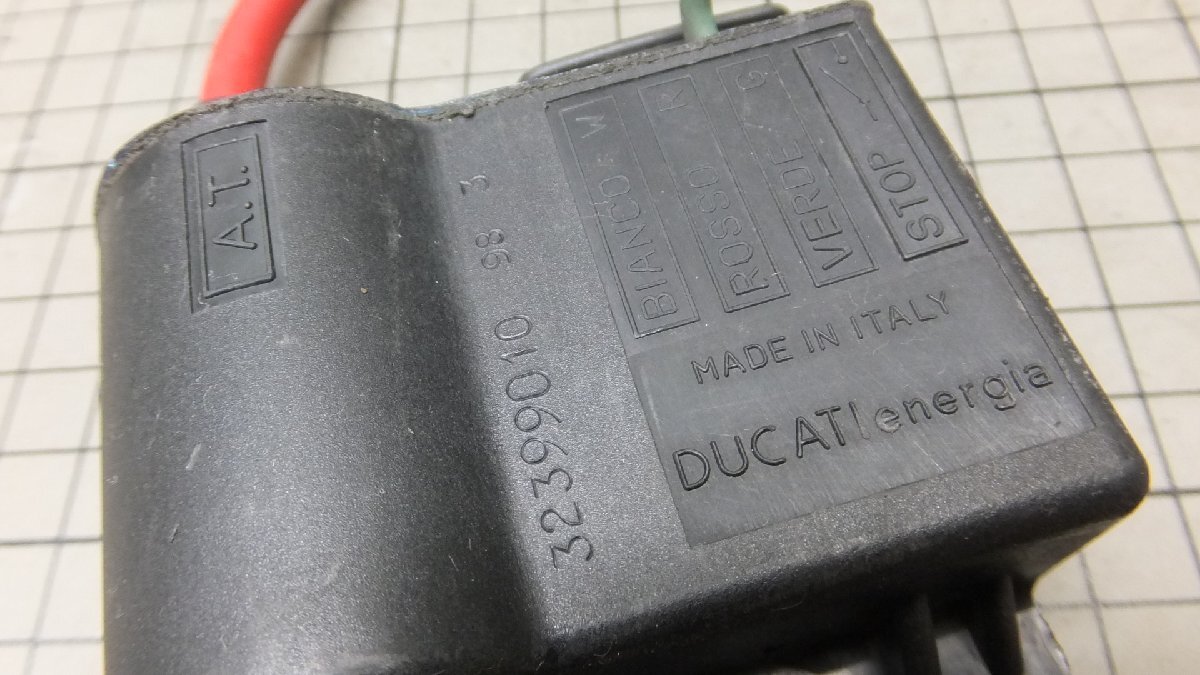 A.T.
32399010 98 3
BIANCO W
ROSSO R
VERDE G
STOP
MADE IN ITALY
DUCATI energia